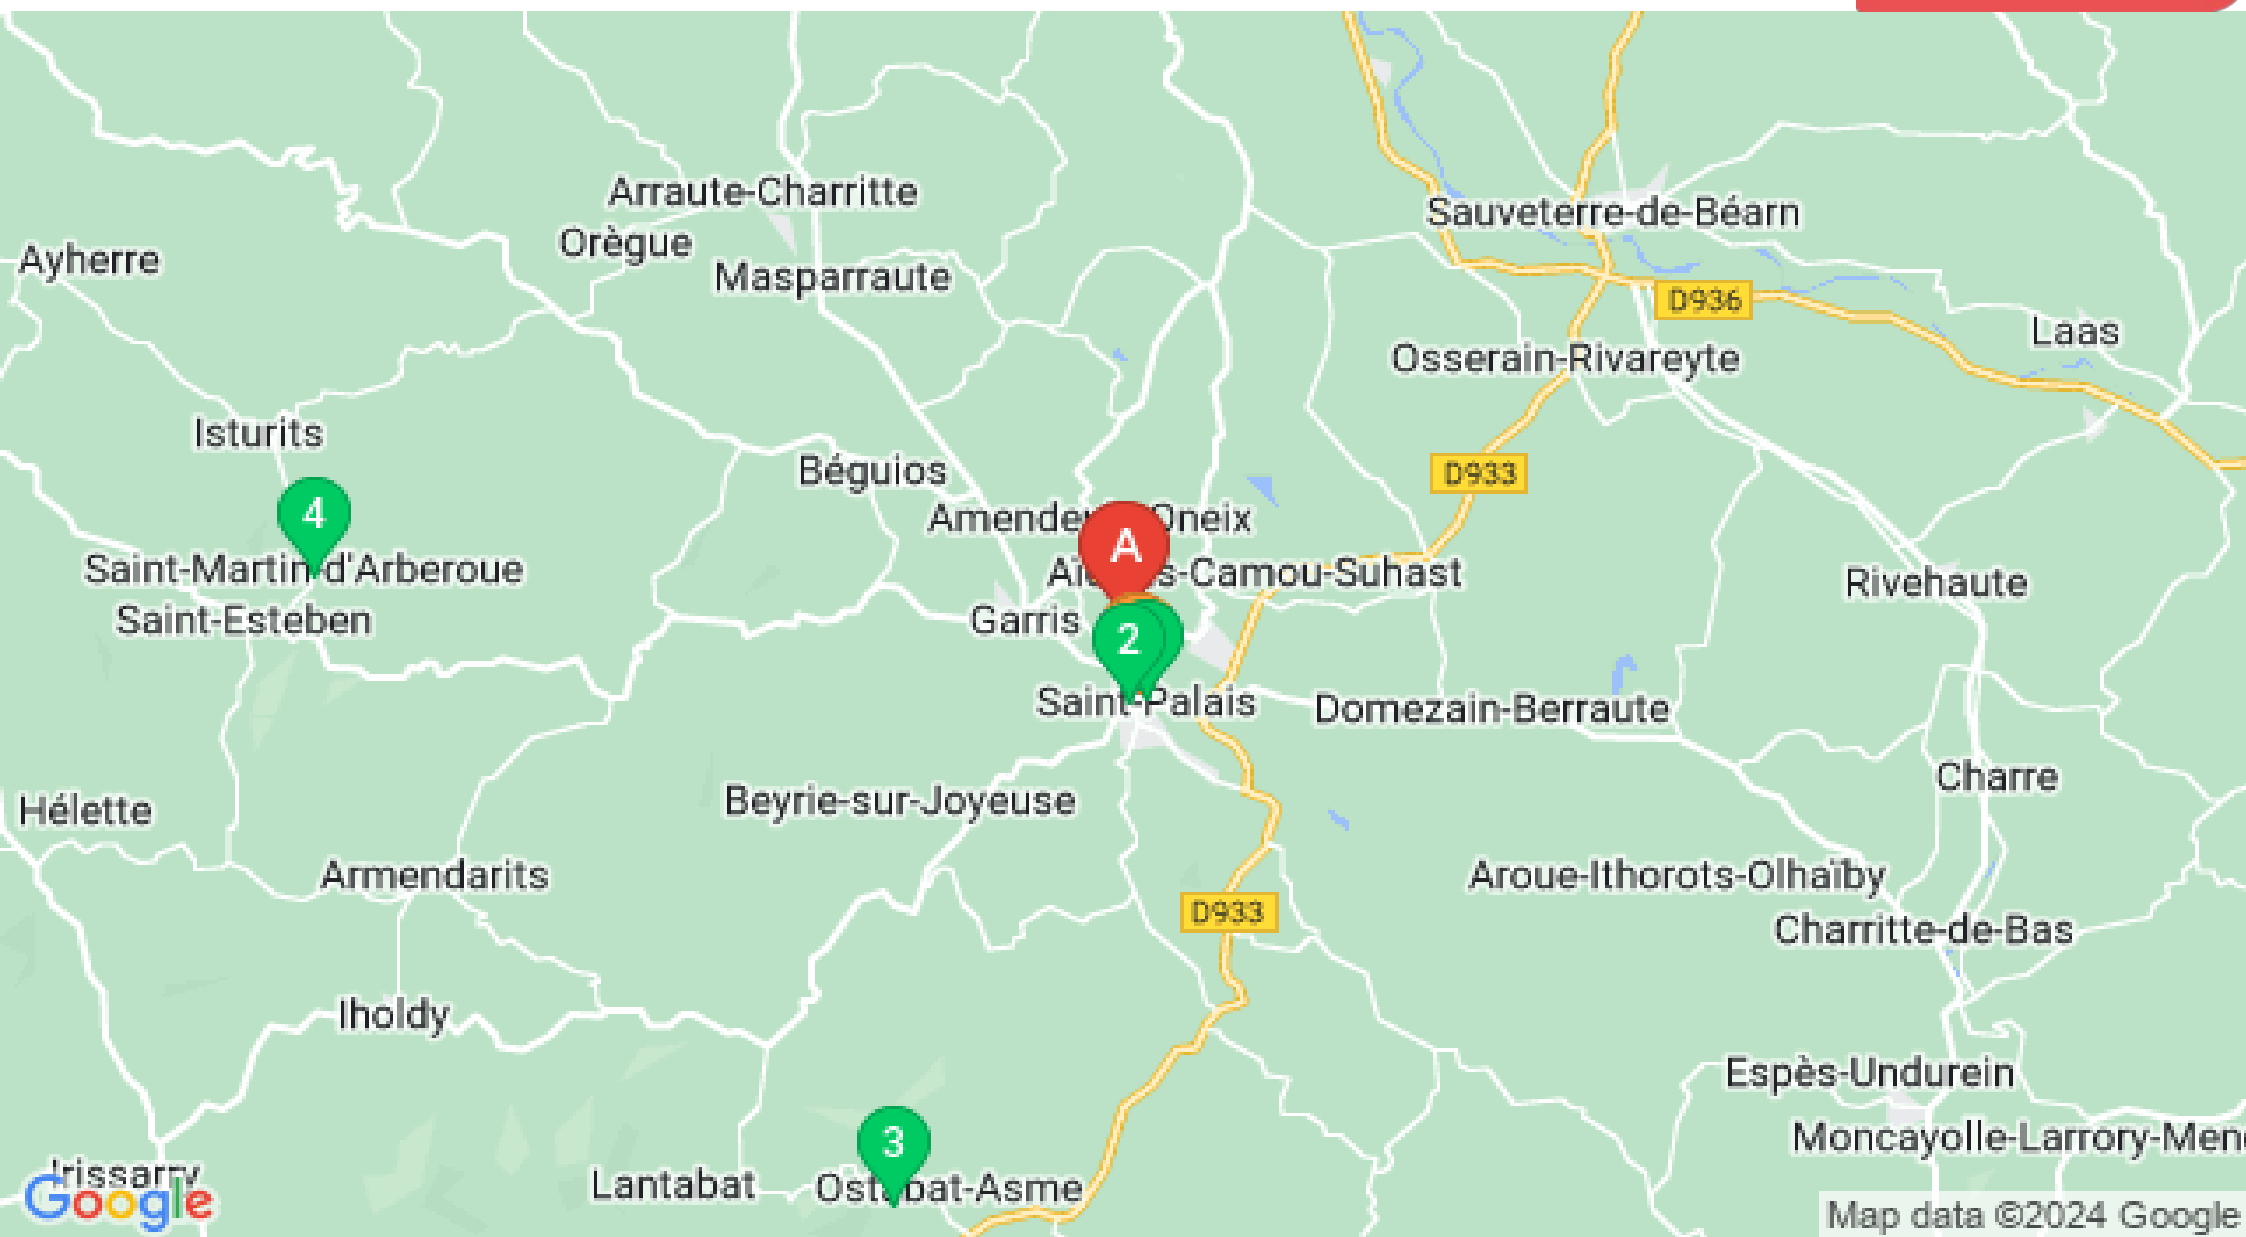 Arraute-Charritte
Sauveterre-de-Béarn
Orègue
Ayherre
Masparraute
D936
Laas
Osserain-Rivareyte
Isturits
Béguios
D933
4
Oneix
A
Saint-Martin-d'Arberoue
s-Camou-Suhast
Rivehaute
Saint-Esteben
Garris
2
Saint-Palais
Domezain-Berraute
Charre
Beyrie-sur-Joyeuse
Hélette
Armendarits
Aroue-Ithorots-Olhaïby
D933
Charritte-de-Bas
Iholdy
Espès-Undurein
3
Moncayolle-Larrory-Men
Irissarry
Lantabat
Ostabat-Asme
Google
Map data ©2024 Google